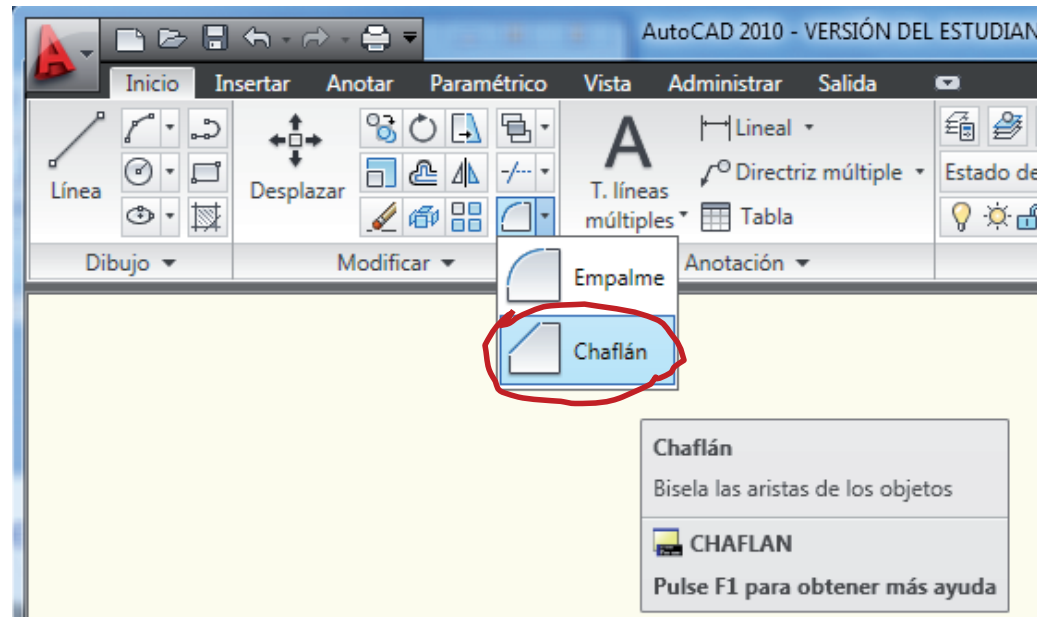 AutoCAD 2010 - VERSIÓN DEL ESTUDIAN
Inicio Insertar Anotar Paramétrico Vista Administrar Salida
Línea
Desplazar
A
T. líneas
múltiples
Lineal
Directriz múltiple
Tabla
Estado de
Dibujo Modificar Anotación
Empalme
Chaflán
Chaflán
Bisela las aristas de los objetos
CHAFLAN
Pulse F1 para obtener más ayuda